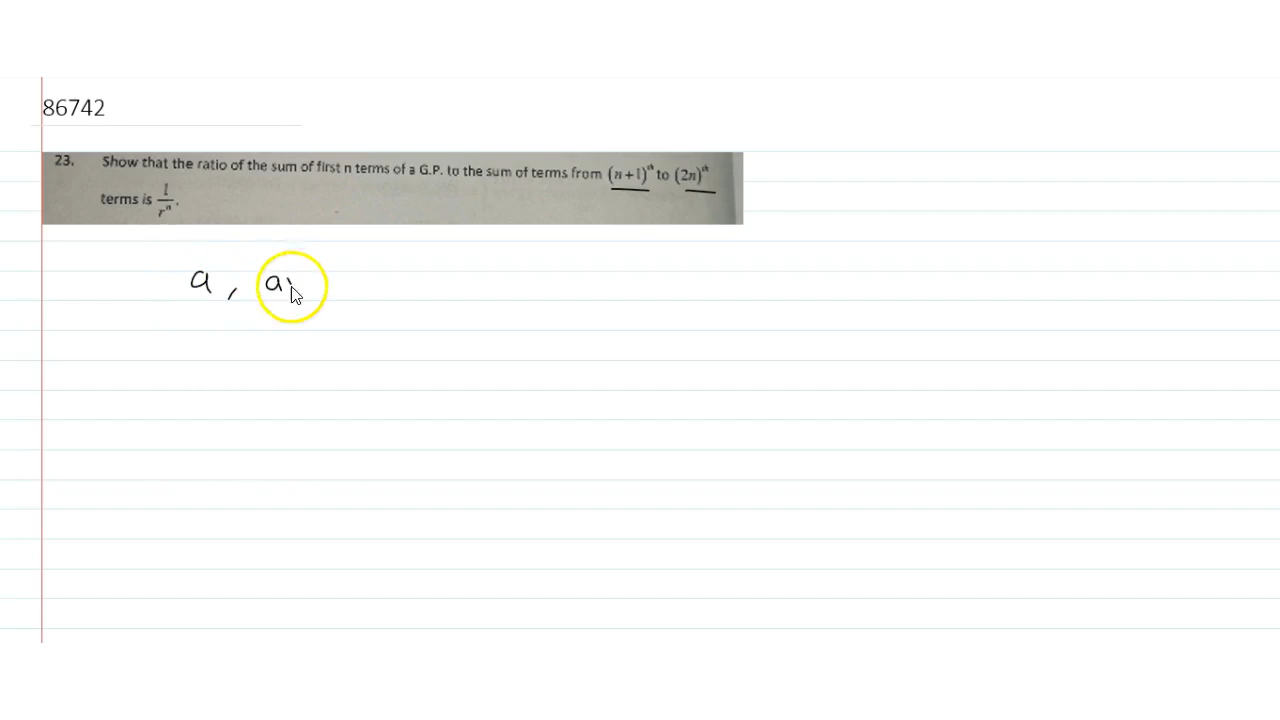 86742
23. Show that the ratio of the sum of first n terms of a G.P. to the sum of terms from (n+1)^th to (2n)^th
terms is 1/r^n.
a, a